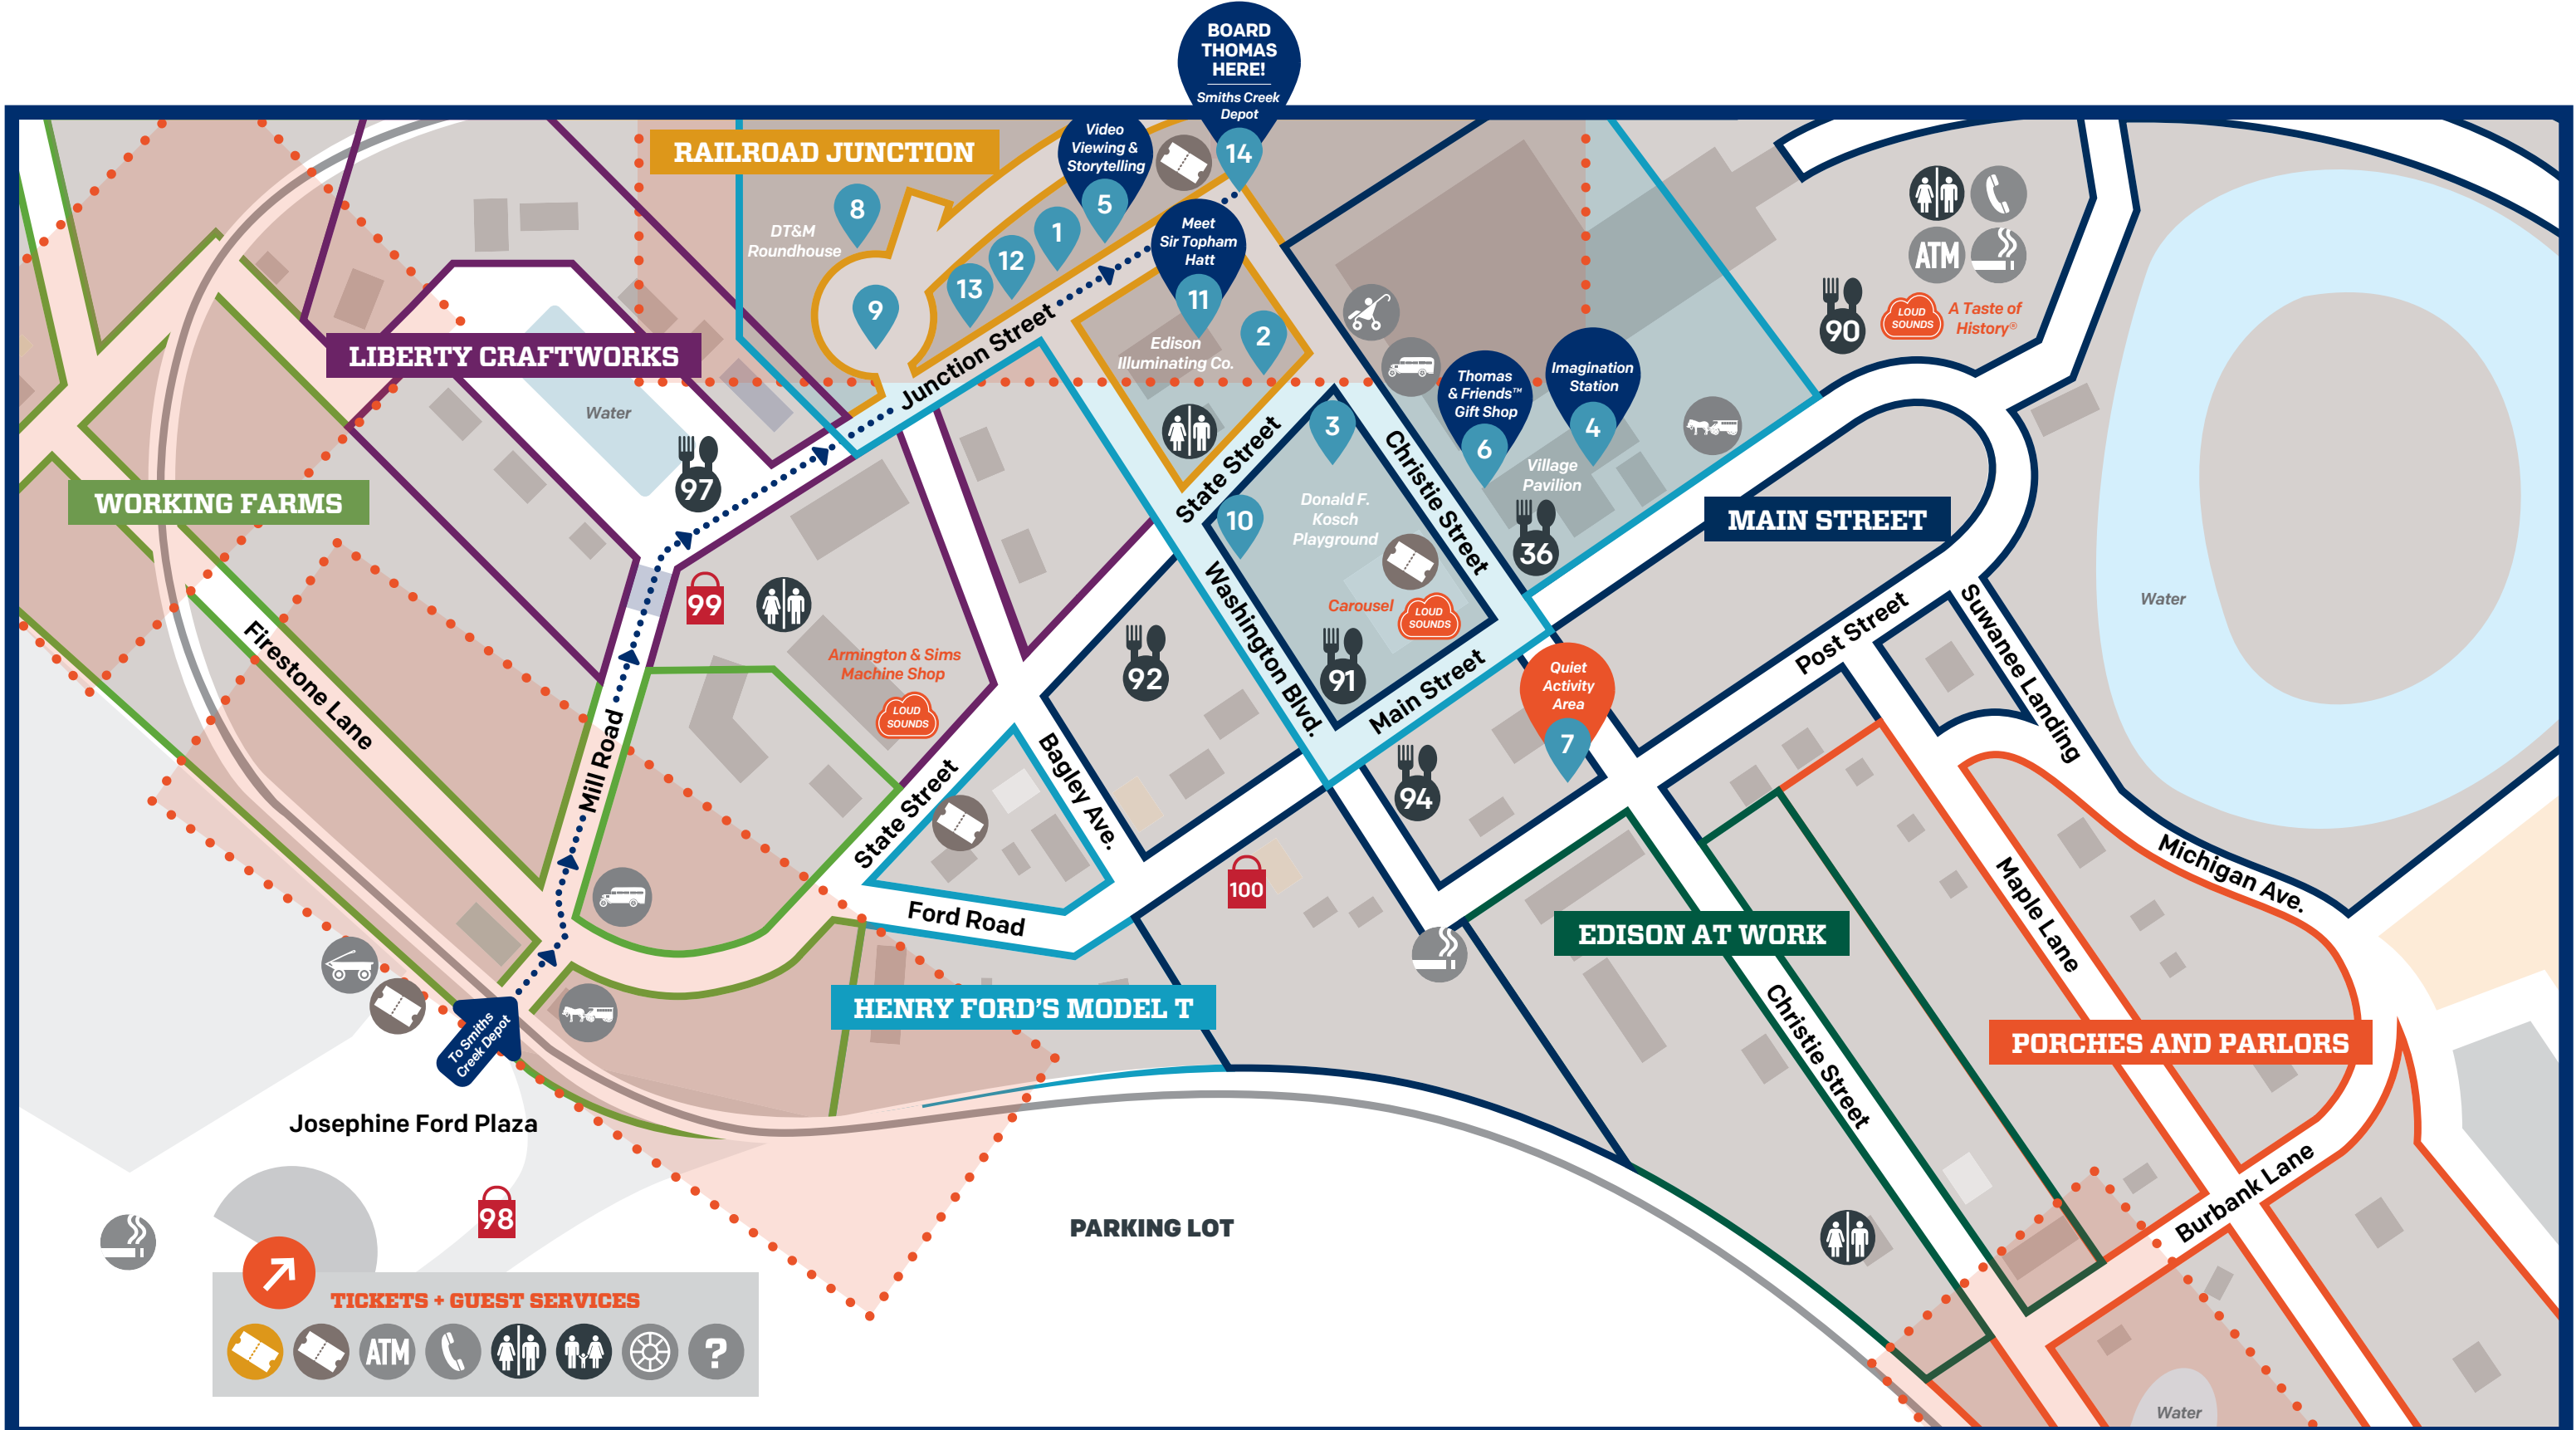 BOARD
THOMAS
HERE!
Smiths Creek
Depot
14
RAILROAD JUNCTION
Video
Viewing &
Storytelling
5
8
DT&M
Roundhouse
9
13
12
1
Meet
Sir Topham
Hatt
11
2
Edison
Illuminating Co.
Junction Street
LIBERTY CRAFTWORKS
Water
97
WORKING FARMS
ATM
90
LOUD
SOUNDS
A Taste of
History®
Thomas
& Friends™
Gift Shop
6
Imagination
Station
4
Village
Pavilion
36
3
State Street
Christie Street
10
Donald F.
Kosch
Playground
Carousel
LOUD
SOUNDS
91
Washington Blvd.
Main Street
MAIN STREET
Water
99
92
Armington & Sims
Machine Shop
LOUD
SOUNDS
Quiet
Activity
Area
7
94
Post Street
Suwanee Landing
Firestone Lane
Mill Road
State Street
Bagley Ave.
100
Ford Road
Michigan Ave.
Maple Lane
EDISON AT WORK
Christie Street
HENRY FORD'S MODEL T
PORCHES AND PARLORS
To Smiths
Creek Depot
Josephine Ford Plaza
98
PARKING LOT
Burbank Lane
TICKETS + GUEST SERVICES
ATM
?
Water